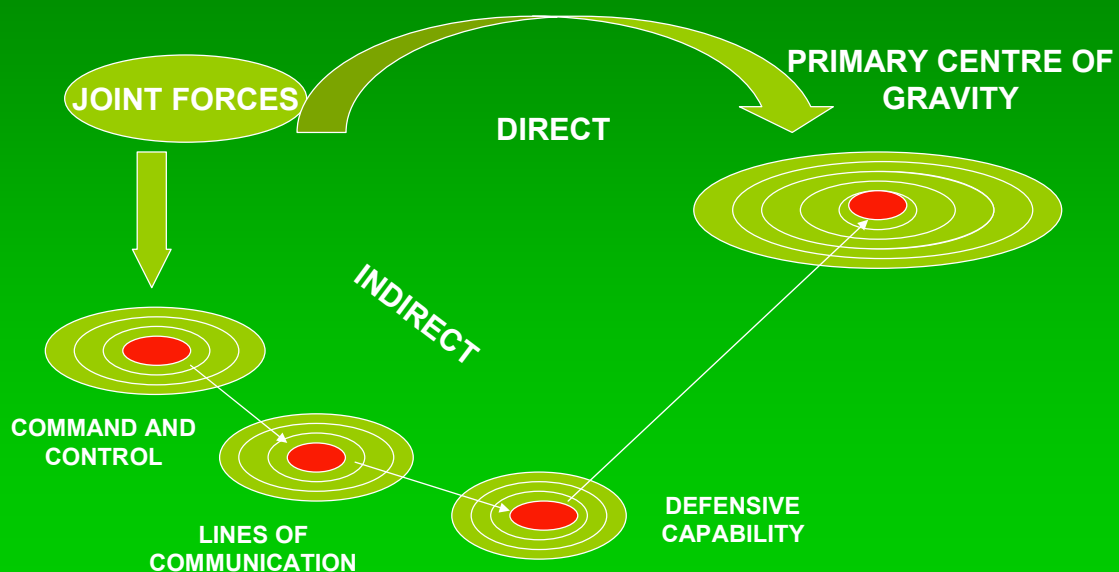 JOINT FORCES
PRIMARY CENTRE OF
GRAVITY
DIRECT
INDIRECT
COMMAND AND
CONTROL
LINES OF
COMMUNICATION
DEFENSIVE
CAPABILITY